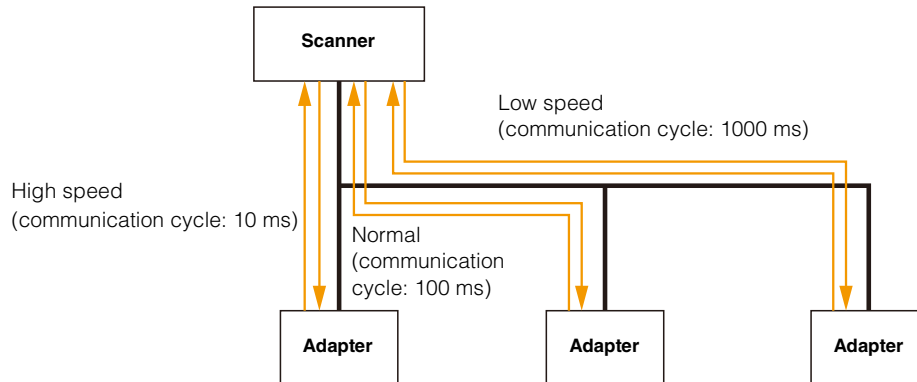 Scanner
Low speed
(communication cycle: 1000 ms)
High speed
(communication cycle: 10 ms)
Normal
(communication
cycle: 100 ms)
Adapter
Adapter
Adapter